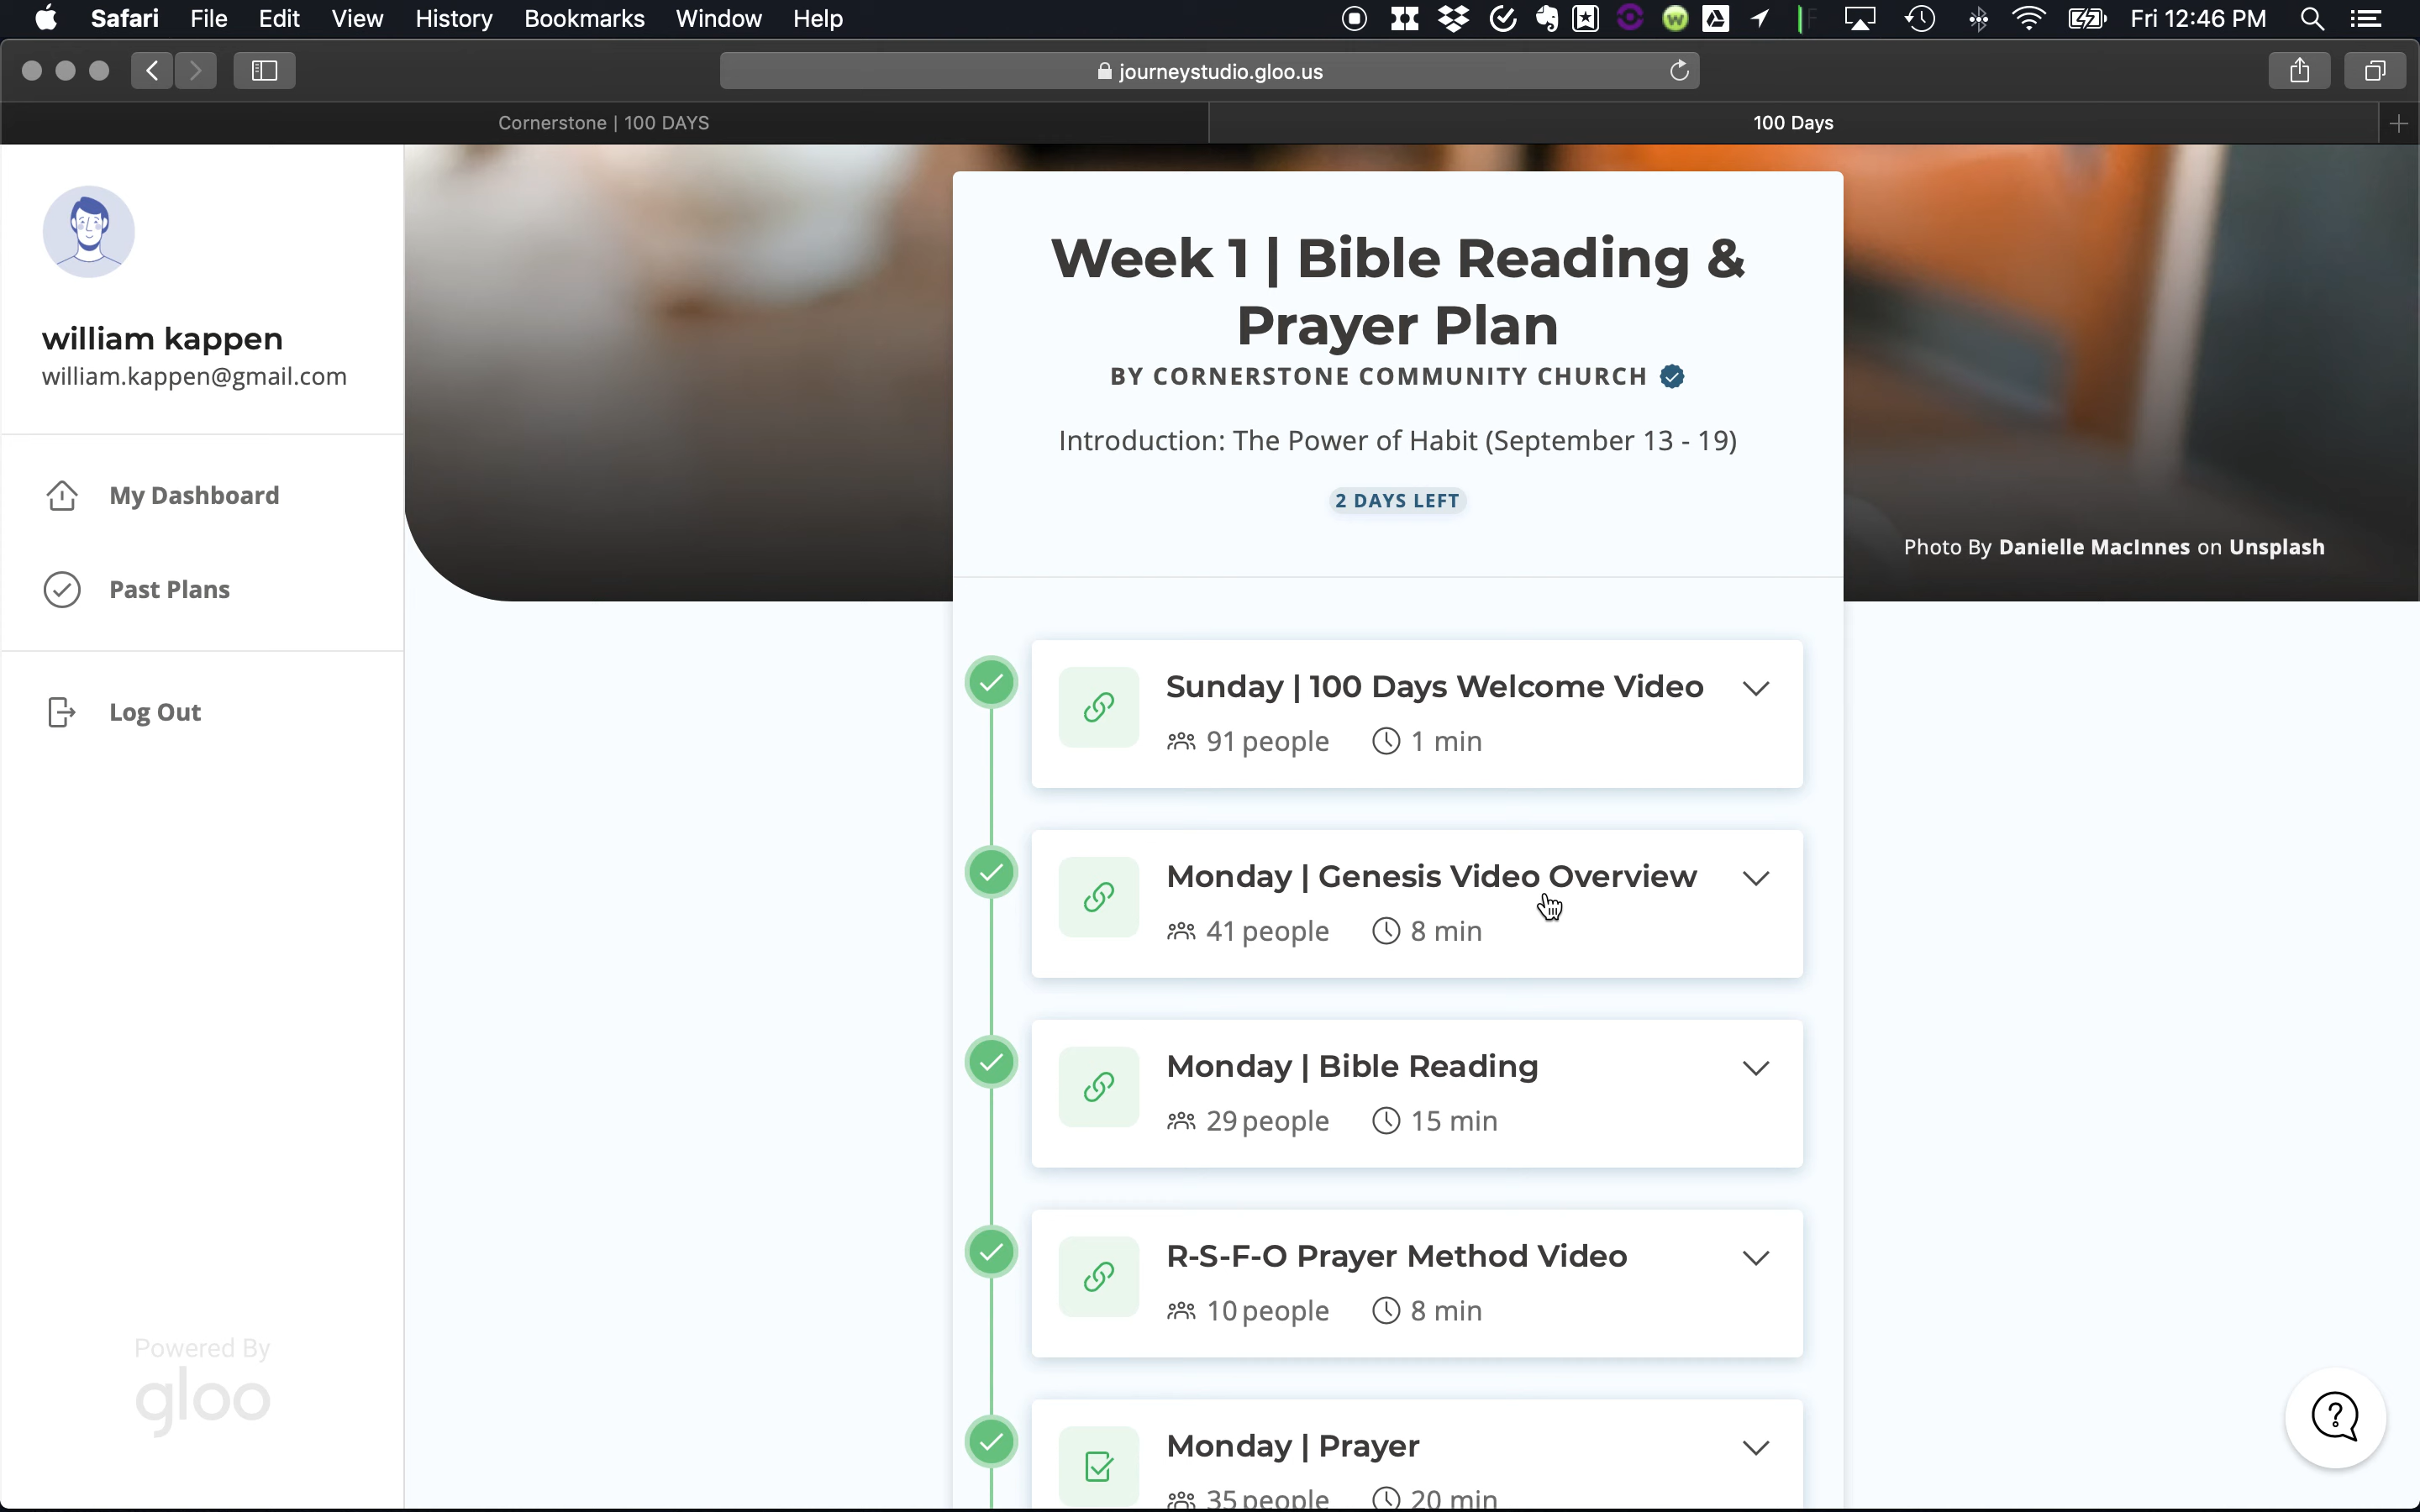 Safari File Edit View History Bookmarks Window Help
Fri 12:46 PM
journeystudio.gloo.us
Cornerstone | 100 DAYS
100 Days
william kappen
william.kappen@gmail.com
My Dashboard
Past Plans
Log Out
Powered By
gloo
Week 1 | Bible Reading &
Prayer Plan
BY CORNERSTONE COMMUNITY CHURCH
Introduction: The Power of Habit (September 13 - 19)
2 DAYS LEFT
Photo By Danielle MacInnes on Unsplash
Sunday | 100 Days Welcome Video
91 people 1 min
Monday | Genesis Video Overview
41 people 8 min
Monday | Bible Reading
29 people 15 min
R-S-F-O Prayer Method Video
10 people 8 min
Monday | Prayer
35 people 20 min